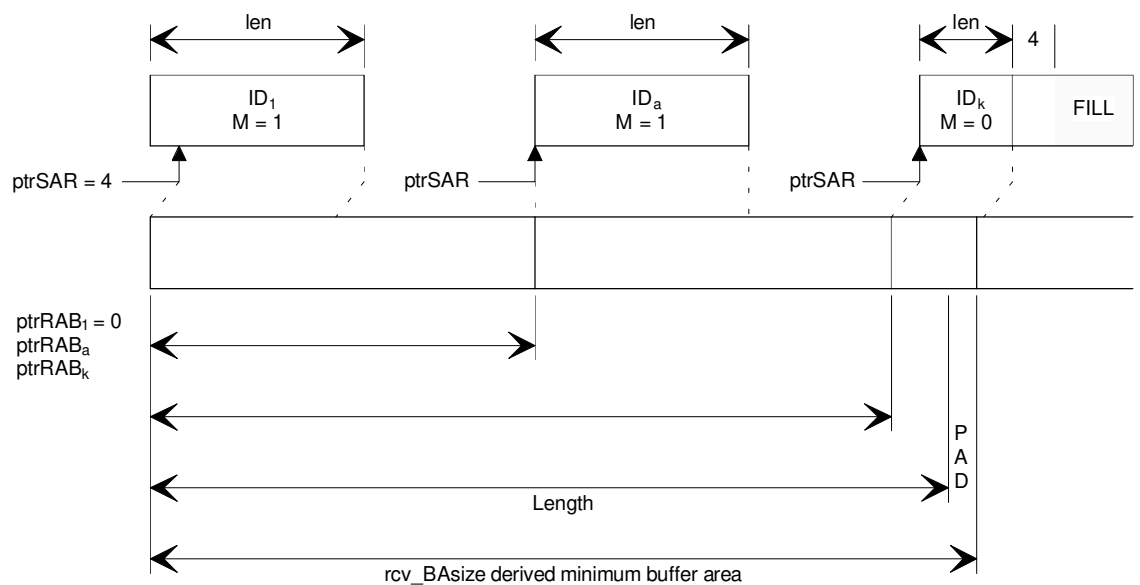 len len len 4
ID₁ IDₐ IDₖ FILL
M = 1 M = 1 M = 0
ptrSAR = 4 ptrSAR ptrSAR
ptrRAB₁ = 0
ptrRABₐ
ptrRABₖ
PAD
Length
rcv_BAsize derived minimum buffer area